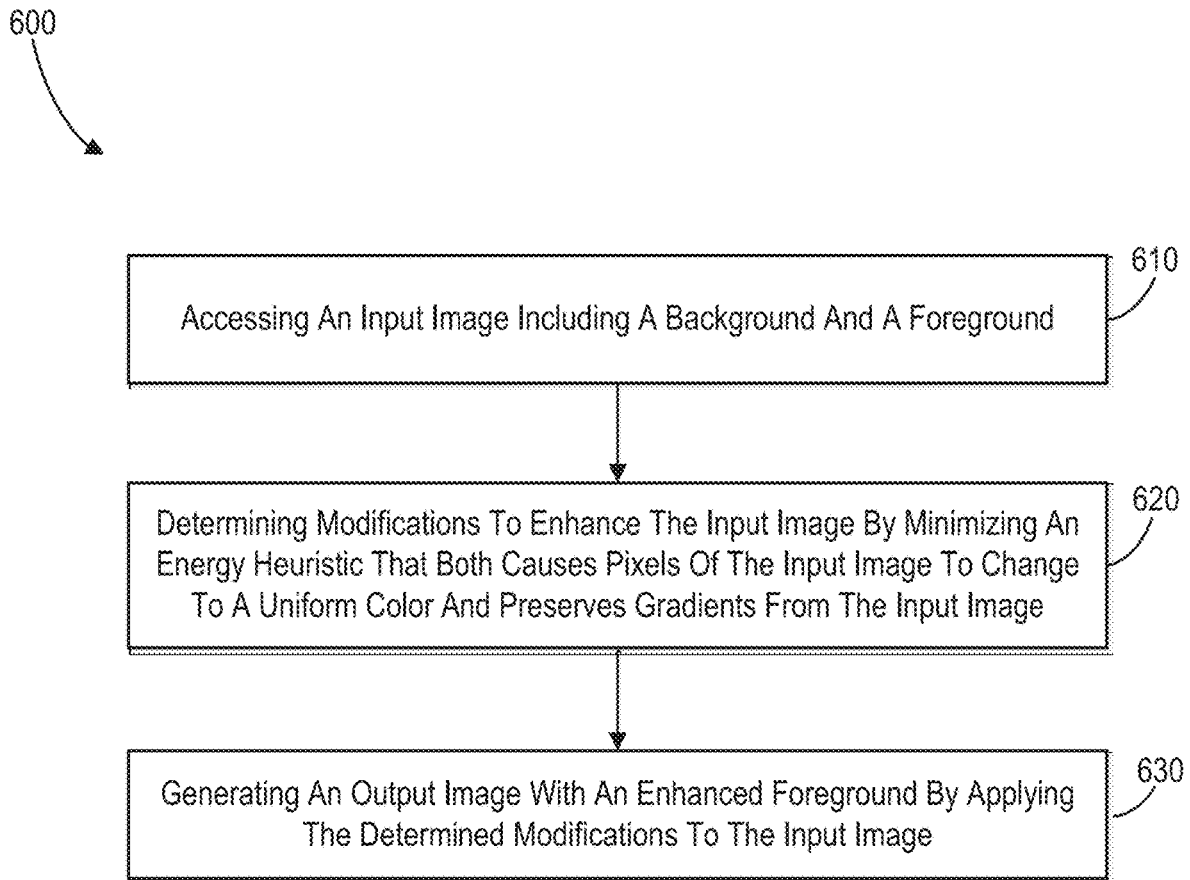 600
610
Accessing An Input Image Including A Background And A Foreground
620
Determining Modifications To Enhance The Input Image By Minimizing An
Energy Heuristic That Both Causes Pixels Of The Input Image To Change
To A Uniform Color And Preserves Gradients From The Input Image
630
Generating An Output Image With An Enhanced Foreground By Applying
The Determined Modifications To The Input Image